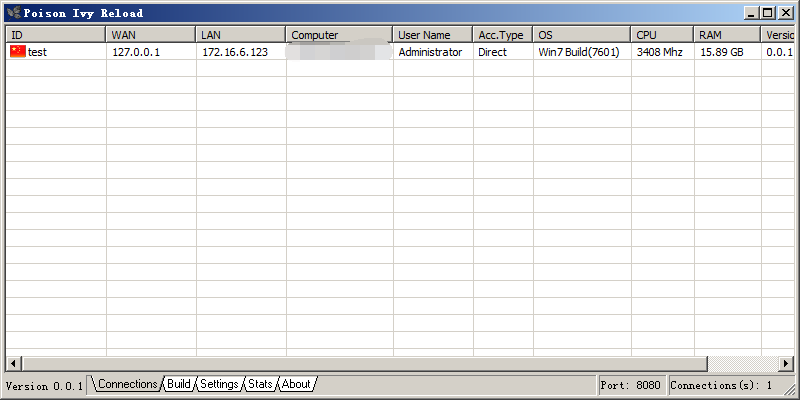 Poison Ivy Reload
ID WAN LAN Computer User Name Acc.Type OS CPU RAM Versio
test 127.0.0.1 172.16.6.123 Administrator Direct Win7 Build(7601) 3408 Mhz 15.89 GB 0.0.1
Version 0.0.1 Connections Build Settings Stats About Port: 8080 Connections(s): 1